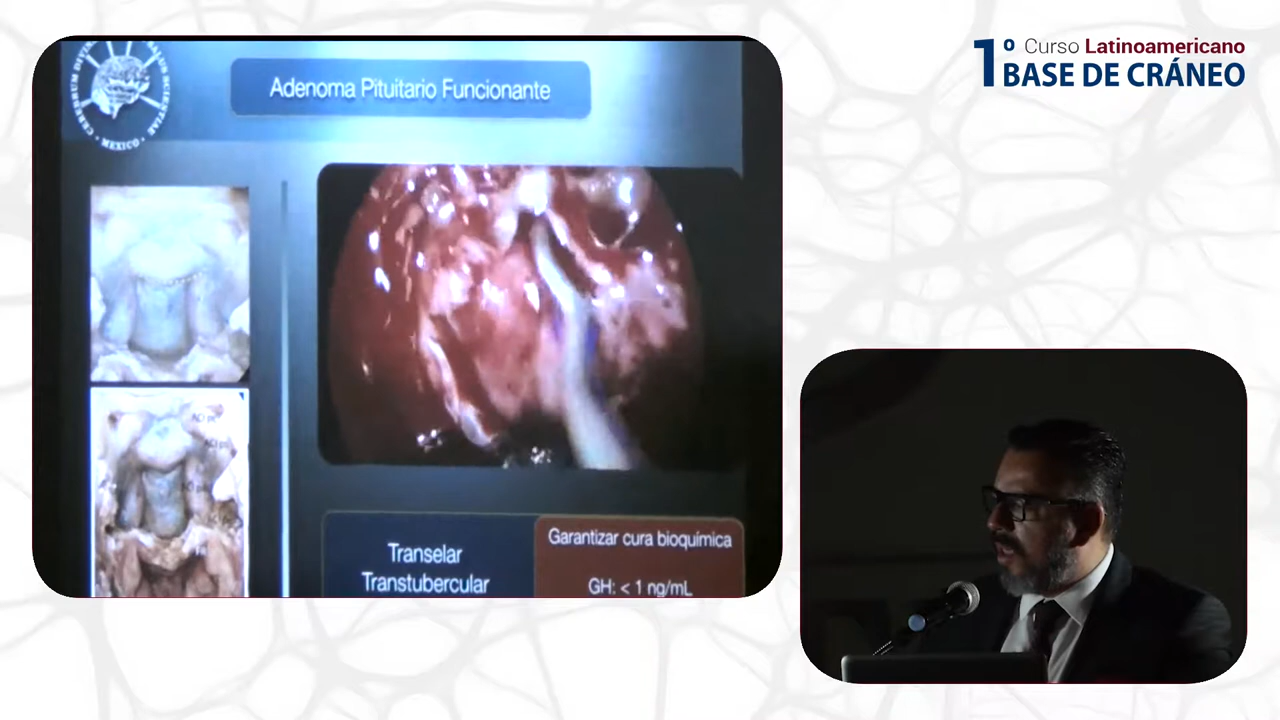 1º Curso Latinoamericano
BASE DE CRÁNEO
Adenoma Pituitario Funcionante
MEXICO
Transelar
Transtubercular
Garantizar cura bioquímica
GH: < 1 ng/mL